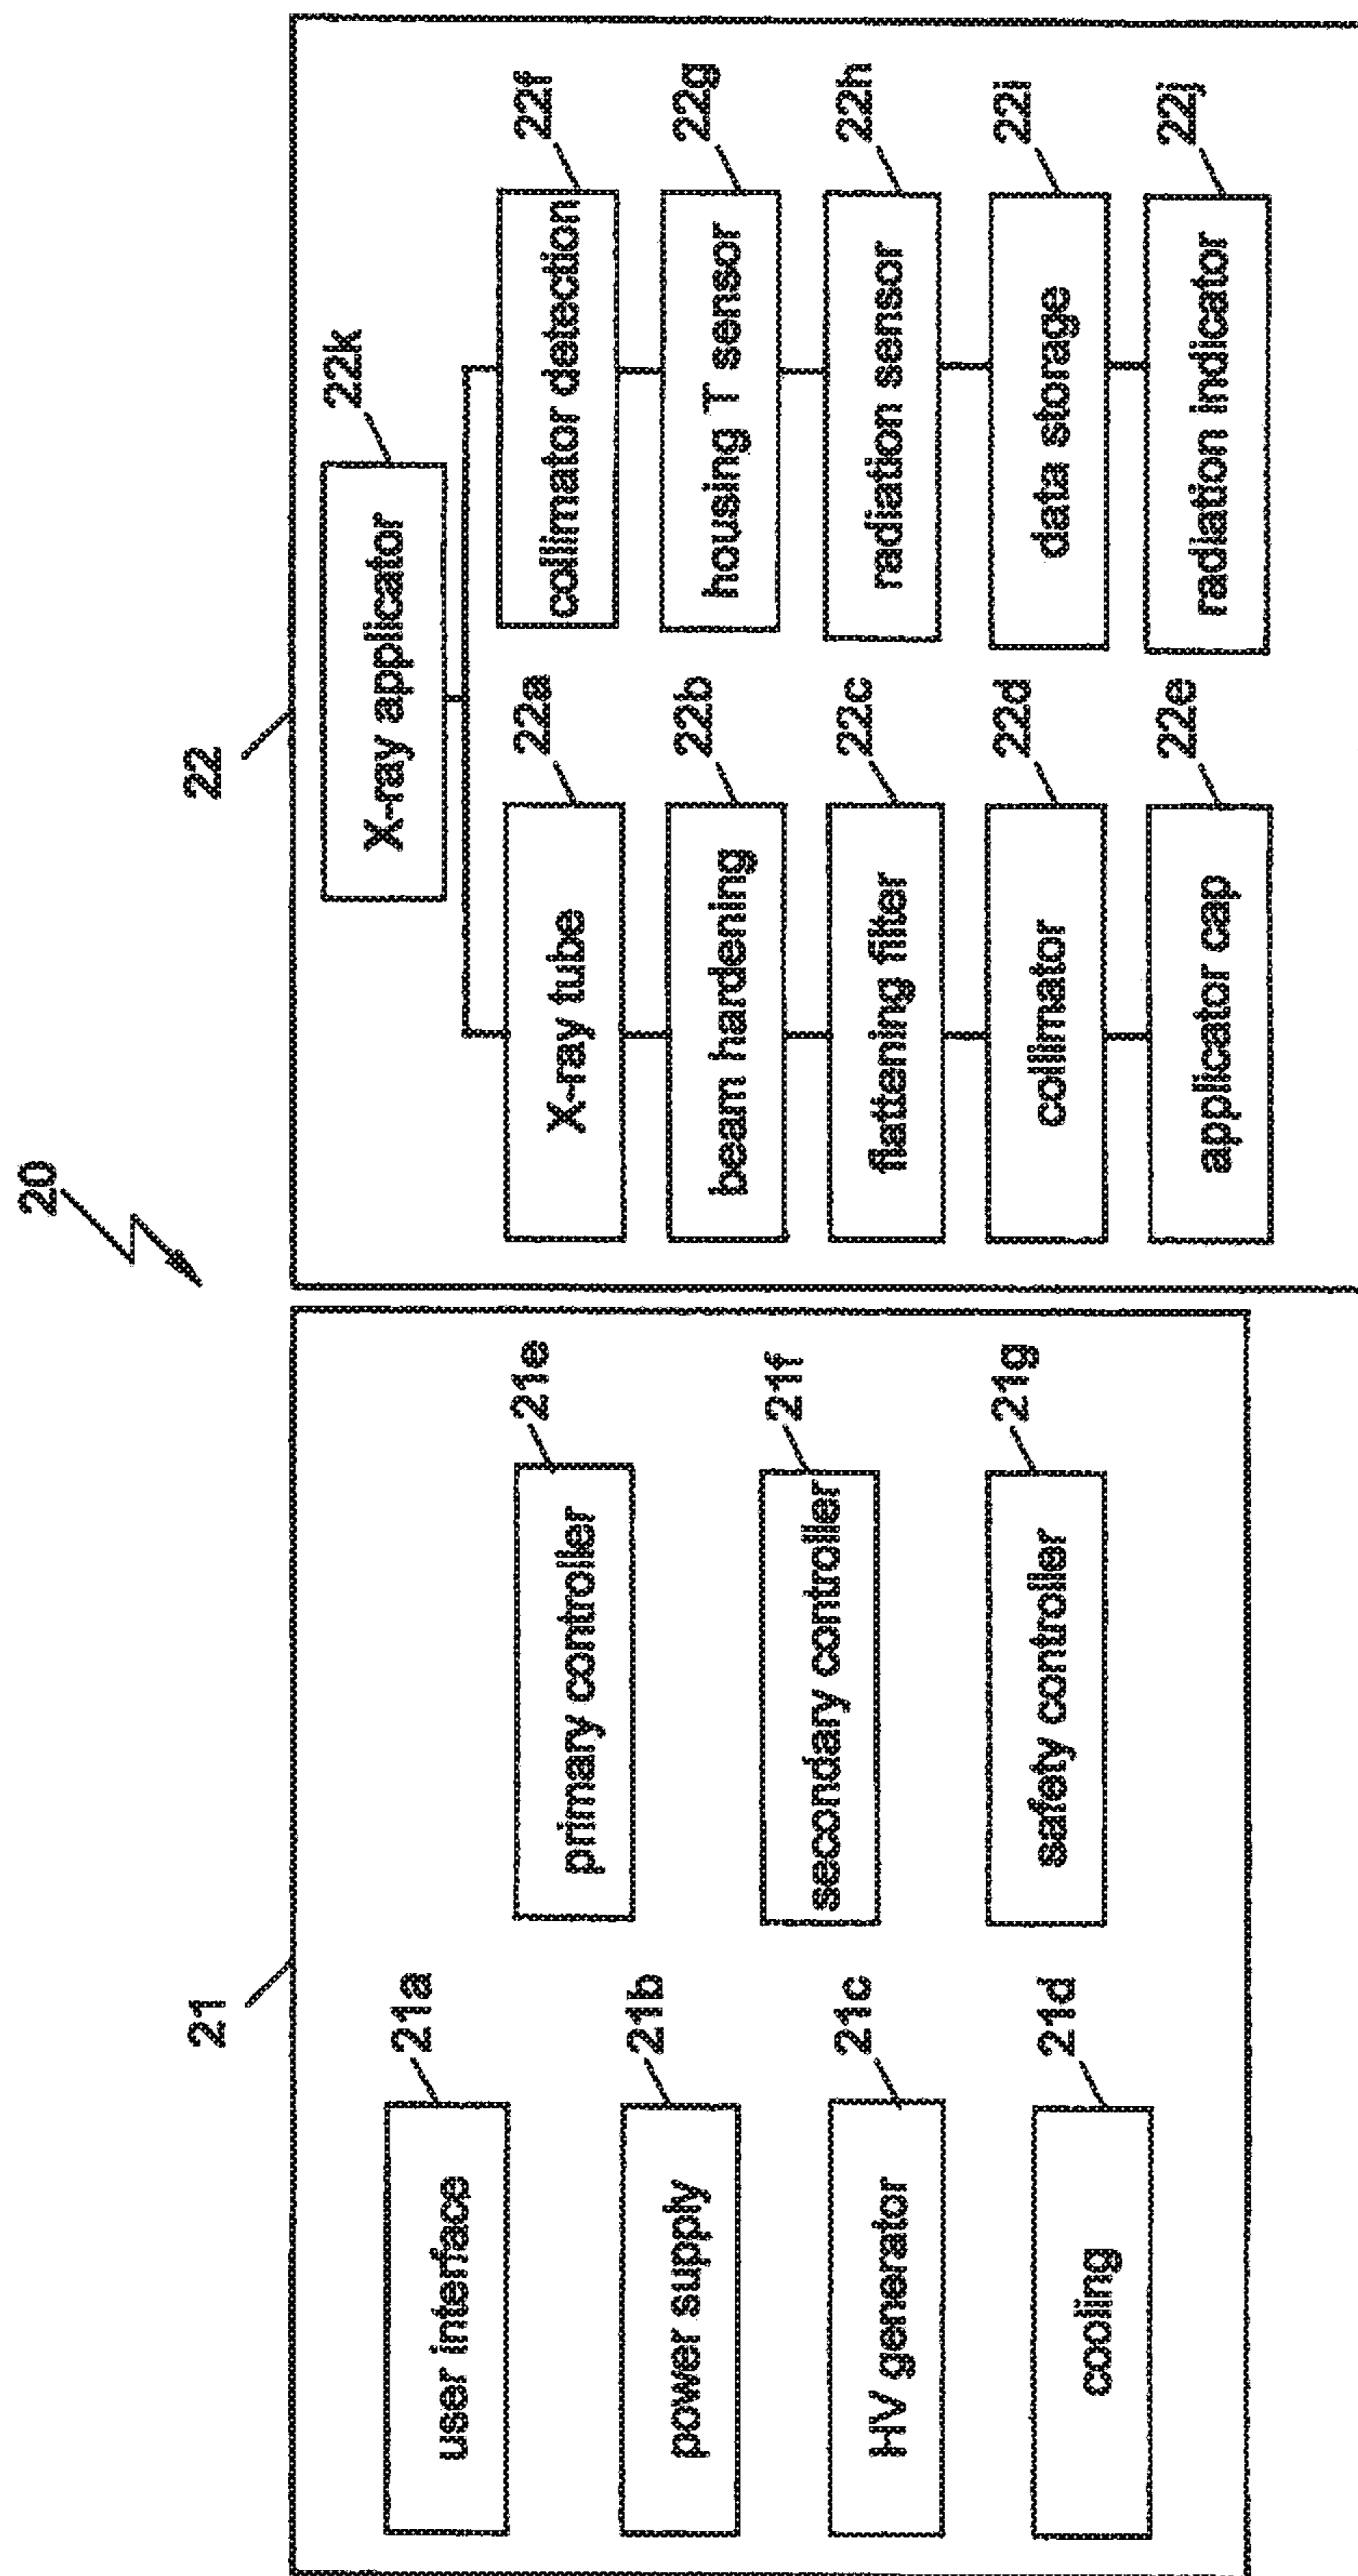 20
21
22
user interface
21a
power supply
21b
HV generator
21c
cooling
21d
primary controller
21e
secondary controller
21f
safety controller
21g
X-ray applicator
22k
X-ray tube
22a
beam hardening
22b
flattening filter
22c
collimator
22d
applicator cap
22e
collimator detection
22f
housing T sensor
22g
radiation sensor
22h
data storage
22i
radiation indicator
22j